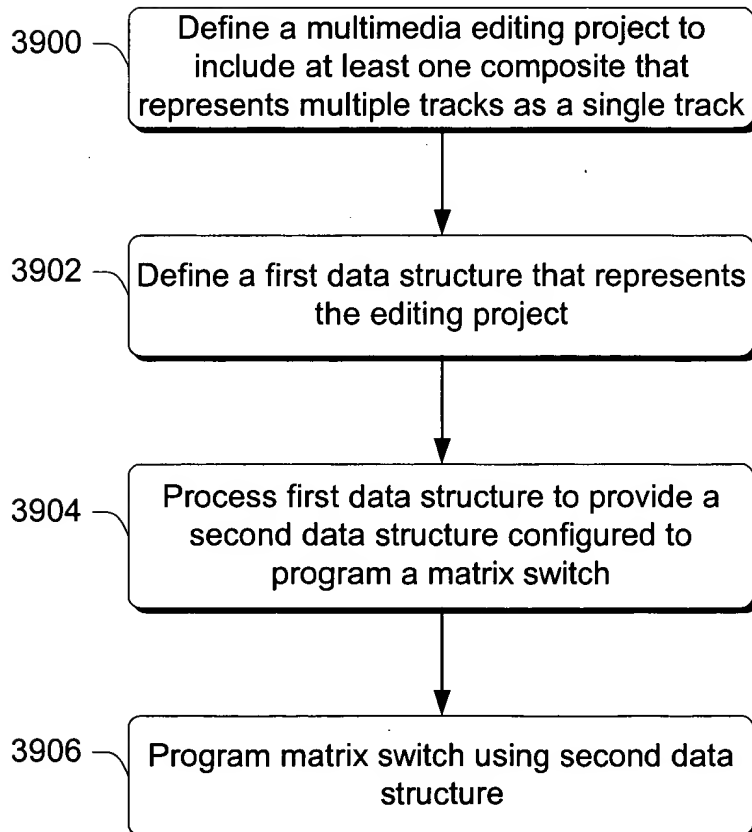 3900
Define a multimedia editing project to
include at least one composite that
represents multiple tracks as a single track
3902
Define a first data structure that represents
the editing project
3904
Process first data structure to provide a
second data structure configured to
program a matrix switch
3906
Program matrix switch using second data
structure